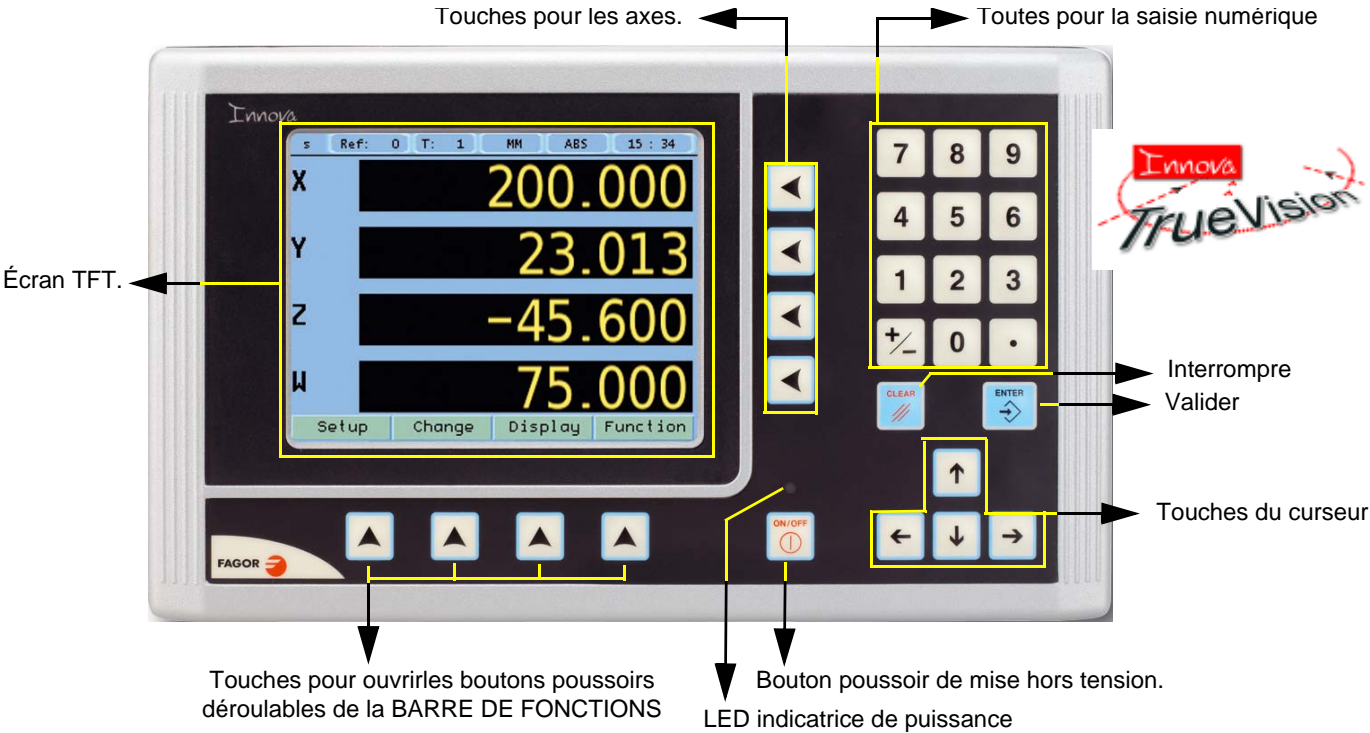 Touches pour les axes.
Toutes pour la saisie numérique
Innova
s Ref: 0 T: 1 MM ABS 15 : 34
X 200.000
Y 23.013
Z -45.600
W 75.000
Setup Change Display Function
7 8 9
4 5 6
1 2 3
+/- 0 .
CLEAR
ENTER
Innova
TrueVision
Écran TFT.
Interrompre
Valider
Touches du curseur
ON/OFF
FAGOR
Touches pour ouvrirles boutons poussoirs
déroulables de la BARRE DE FONCTIONS
Bouton poussoir de mise hors tension.
LED indicatrice de puissance